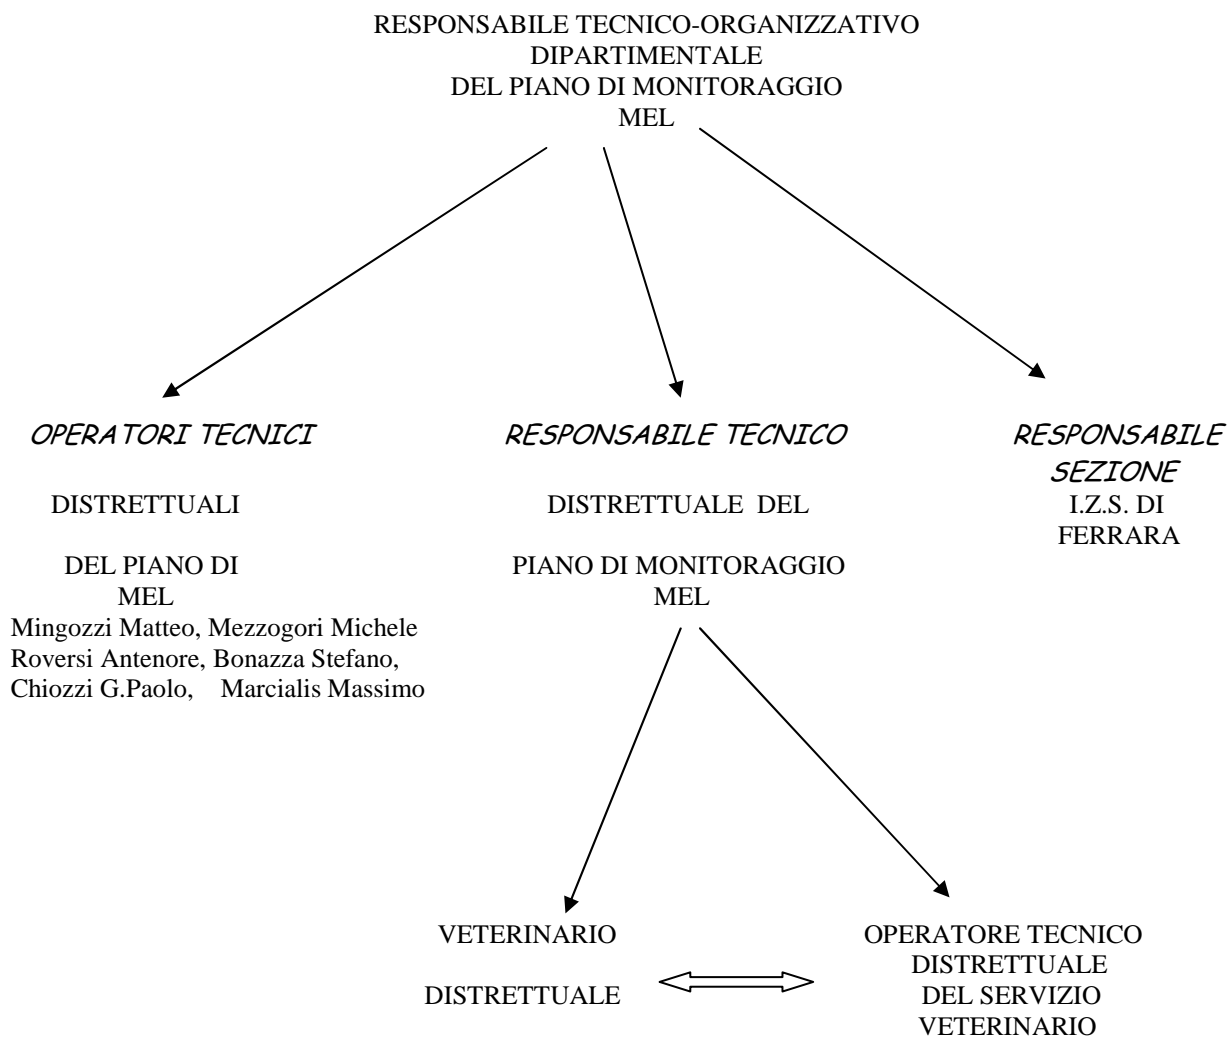 RESPONSABILE TECNICO-ORGANIZZATIVO
DIPARTIMENTALE
DEL PIANO DI MONITORAGGIO
MEL
OPERATORI TECNICI
DISTRETTUALI
DEL PIANO DI
MEL
Mingozzi Matteo, Mezzogori Michele
Roversi Antenore, Bonazza Stefano,
Chiozzi G.Paolo, Marcialis Massimo
RESPONSABILE TECNICO
DISTRETTUALE DEL
PIANO DI MONITORAGGIO
MEL
RESPONSABILE
SEZIONE
I.Z.S. DI
FERRARA
VETERINARIO
DISTRETTUALE
OPERATORE TECNICO
DISTRETTUALE
DEL SERVIZIO
VETERINARIO